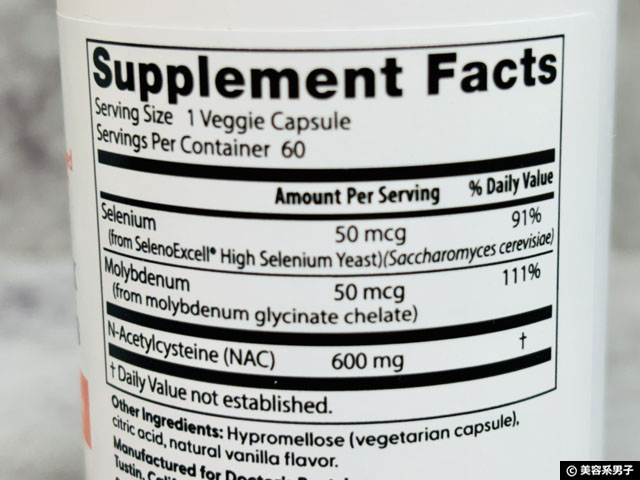 Supplement Facts
Serving Size 1 Veggie Capsule
Servings Per Container 60
Amount Per Serving % Daily Value
Selenium 50 mcg 91%
(from SelenoExcell® High Selenium Yeast)(Saccharomyces cerevisiae)
Molybdenum 50 mcg 111%
(from molybdenum glycinate chelate)
N-Acetylcysteine (NAC) 600 mg †
† Daily Value not established.
Other Ingredients: Hypromellose (vegetarian capsule),
citric acid, natural vanilla flavor.
Manufactured for
Tustin,
© 美容系男子